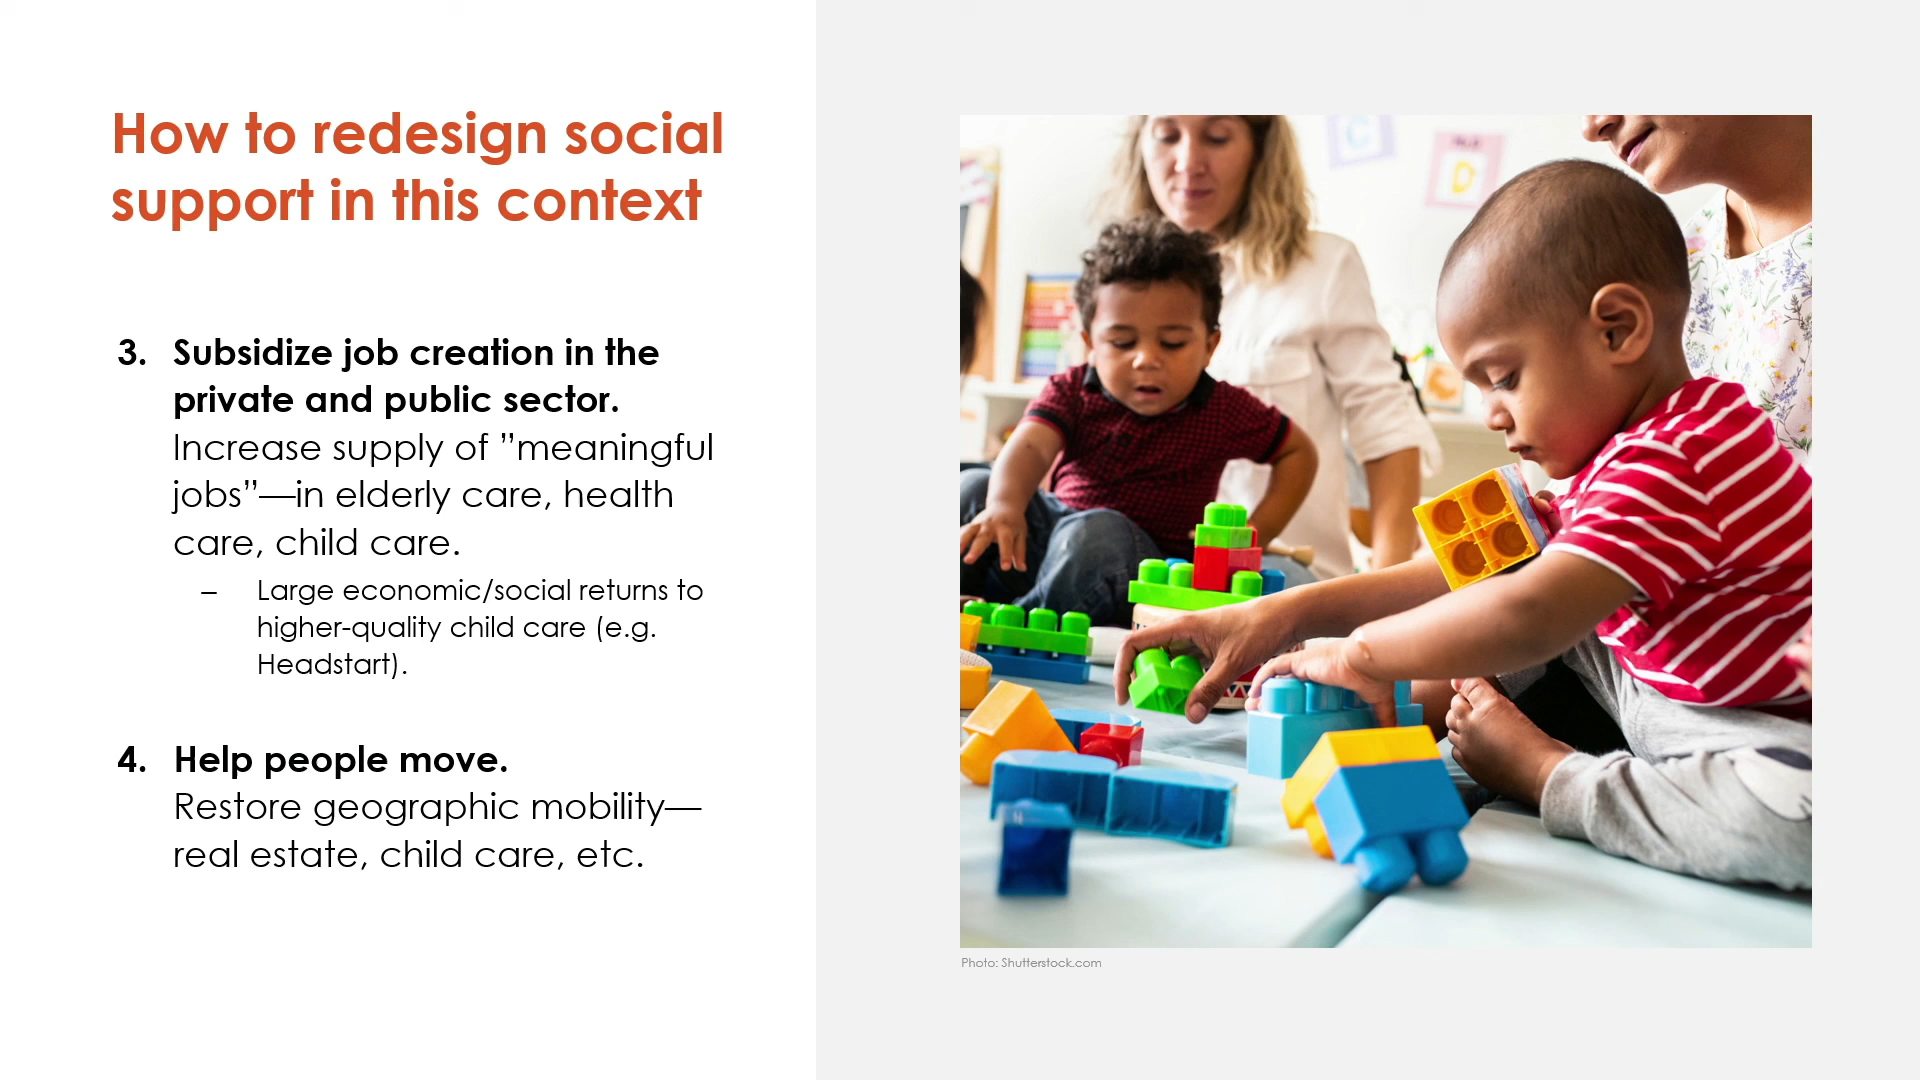 How to redesign social
support in this context
3. Subsidize job creation in the
private and public sector.
Increase supply of ”meaningful
jobs”—in elderly care, health
care, child care.
– Large economic/social returns to
higher-quality child care (e.g.
Headstart).
4. Help people move.
Restore geographic mobility—
real estate, child care, etc.
C
D
Photo: Shutterstock.com